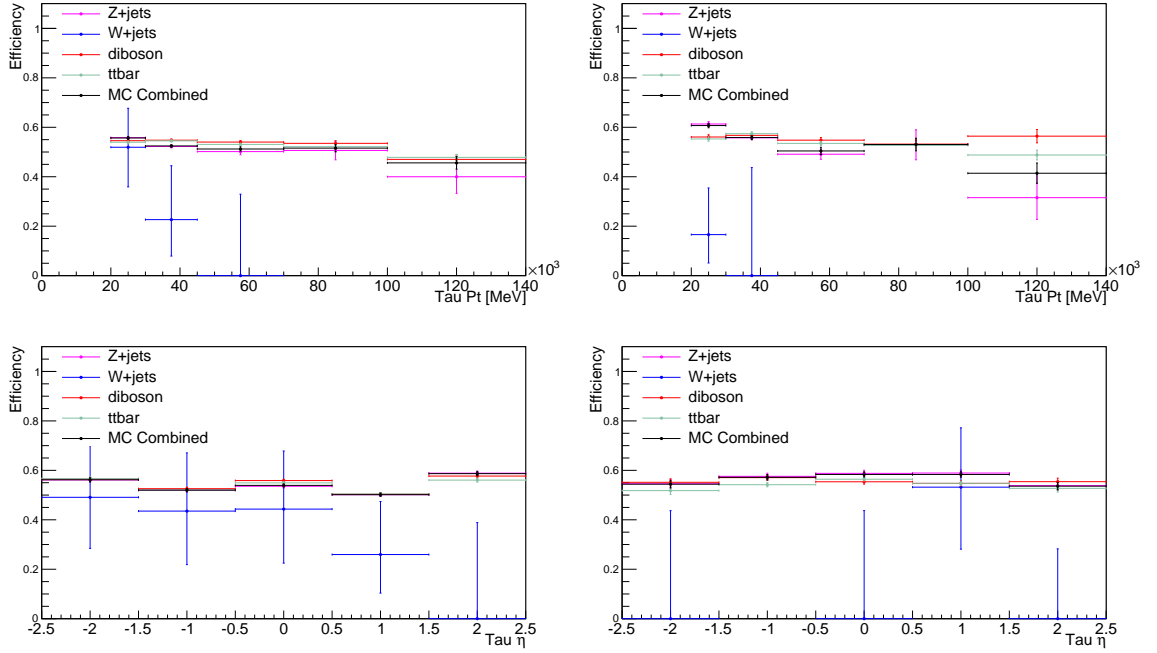 Efficiency
1
0.8
0.6
0.4
0.2
0
Z+jets
W+jets
diboson
ttbar
MC Combined
0 20 40 60 80 100 120 140
×10³
Tau Pt [MeV]
Efficiency
1
0.8
0.6
0.4
0.2
0
Z+jets
W+jets
diboson
ttbar
MC Combined
0 20 40 60 80 100 120 140
×10³
Tau Pt [MeV]
Efficiency
1
0.8
0.6
0.4
0.2
0
Z+jets
W+jets
diboson
ttbar
MC Combined
-2.5 -2 -1.5 -1 -0.5 0 0.5 1 1.5 2 2.5
Tau η
Efficiency
1
0.8
0.6
0.4
0.2
0
Z+jets
W+jets
diboson
ttbar
MC Combined
-2.5 -2 -1.5 -1 -0.5 0 0.5 1 1.5 2 2.5
Tau η